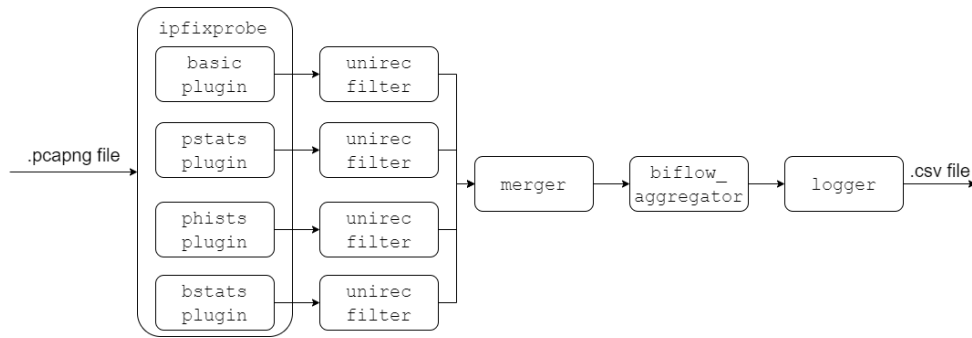 ipfixprobe
basic
plugin
unirec
filter
pstats
plugin
unirec
filter
.pcapng file
merger
biflow_
aggregator
logger
.csv file
phists
plugin
unirec
filter
bstats
plugin
unirec
filter